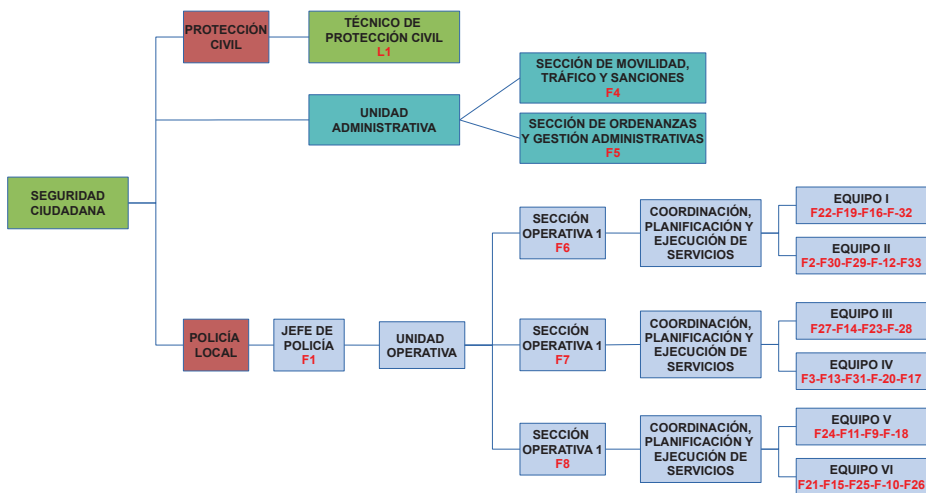 PROTECCIÓN
CIVIL
TÉCNICO DE
PROTECCIÓN CIVIL
L1
SECCIÓN DE MOVILIDAD,
TRÁFICO Y SANCIONES
F4
UNIDAD
ADMINISTRATIVA
SECCIÓN DE ORDENANZAS
Y GESTIÓN ADMINISTRATIVAS
F5
SEGURIDAD
CIUDADANA
SECCIÓN
OPERATIVA 1
F6
COORDINACIÓN,
PLANIFICACIÓN Y
EJECUCIÓN DE
SERVICIOS
EQUIPO I
F22-F19-F16-F-32
EQUIPO II
F2-F30-F29-F-12-F33
POLICÍA
LOCAL
JEFE DE
POLICÍA
F1
UNIDAD
OPERATIVA
SECCIÓN
OPERATIVA 1
F7
COORDINACIÓN,
PLANIFICACIÓN Y
EJECUCIÓN DE
SERVICIOS
EQUIPO III
F27-F14-F23-F-28
EQUIPO IV
F3-F13-F31-F-20-F17
SECCIÓN
OPERATIVA 1
F8
COORDINACIÓN,
PLANIFICACIÓN Y
EJECUCIÓN DE
SERVICIOS
EQUIPO V
F24-F11-F9-F-18
EQUIPO VI
F21-F15-F25-F-10-F26